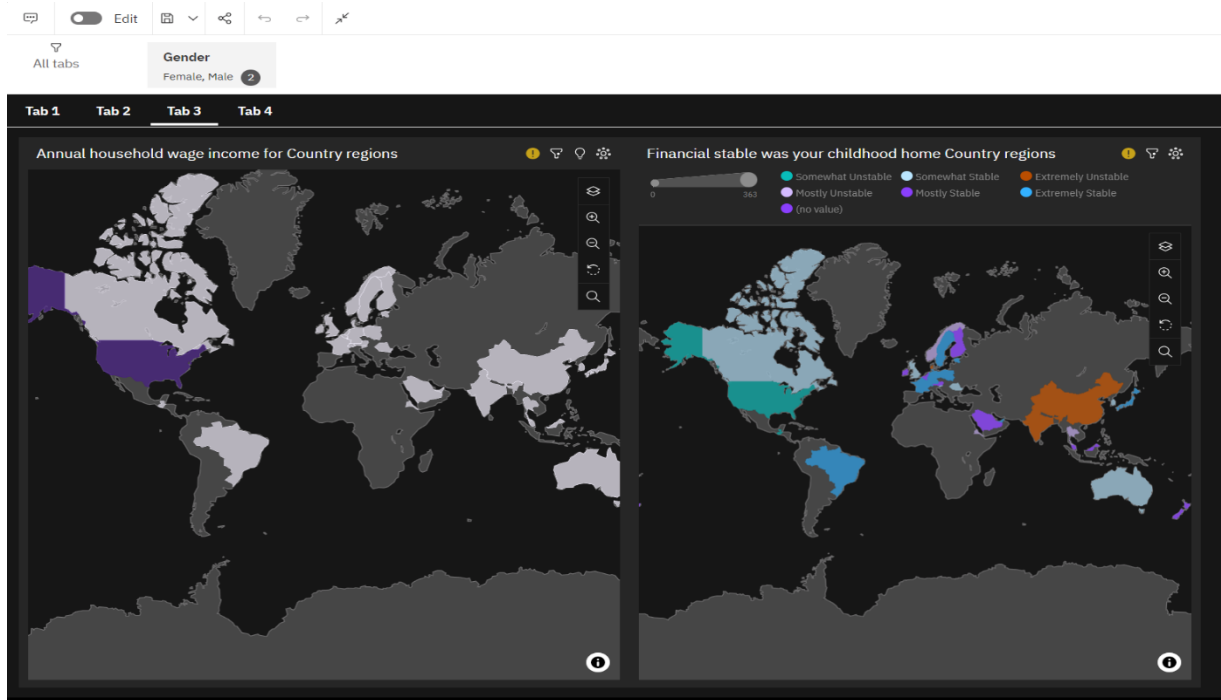 Edit
All tabs
Gender
Female, Male 2
Tab 1 Tab 2 Tab 3 Tab 4
Annual household wage income for Country regions
Financial stable was your childhood home Country regions
0 363
Somewhat Unstable Somewhat Stable Extremely Unstable
Mostly Unstable Mostly Stable Extremely Stable
(no value)